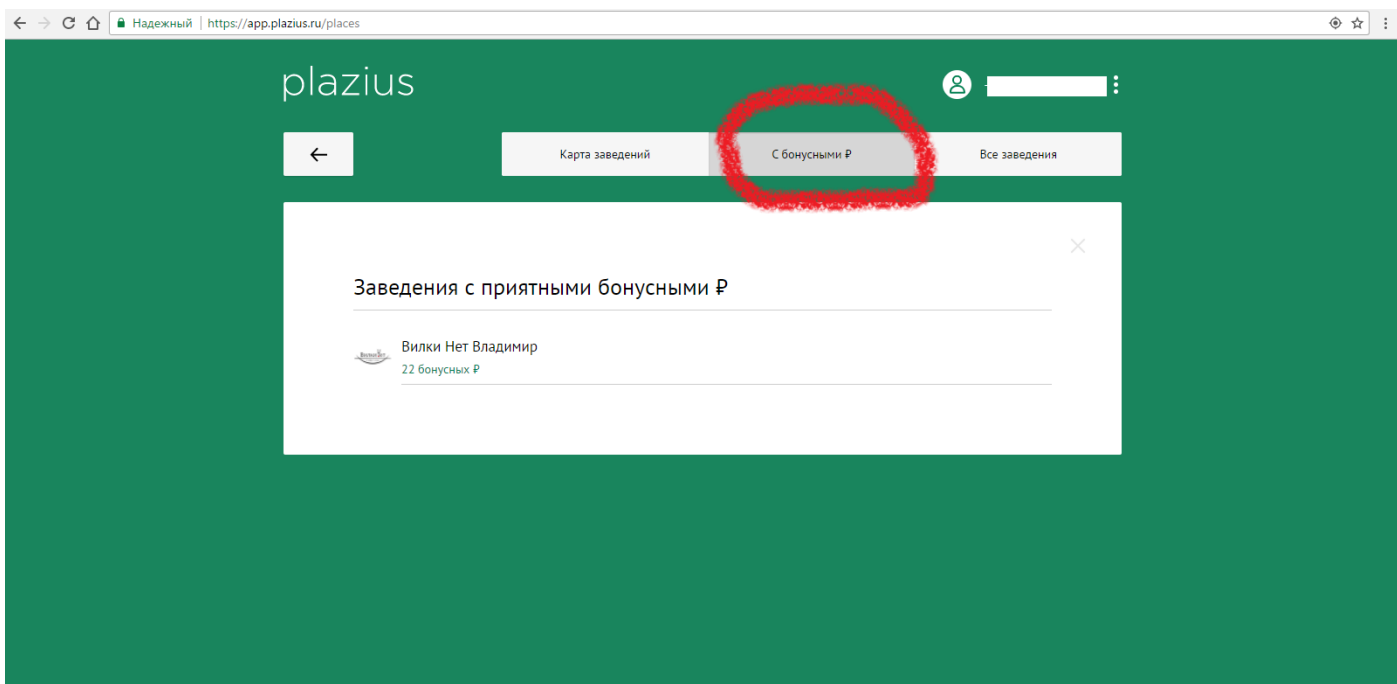 Надежный | https://app.plazius.ru/places
plazius
Карта заведений
С бонусными ₽
Все заведения
Заведения с приятными бонусными ₽
Вилки Нет Владимир
22 бонусных ₽